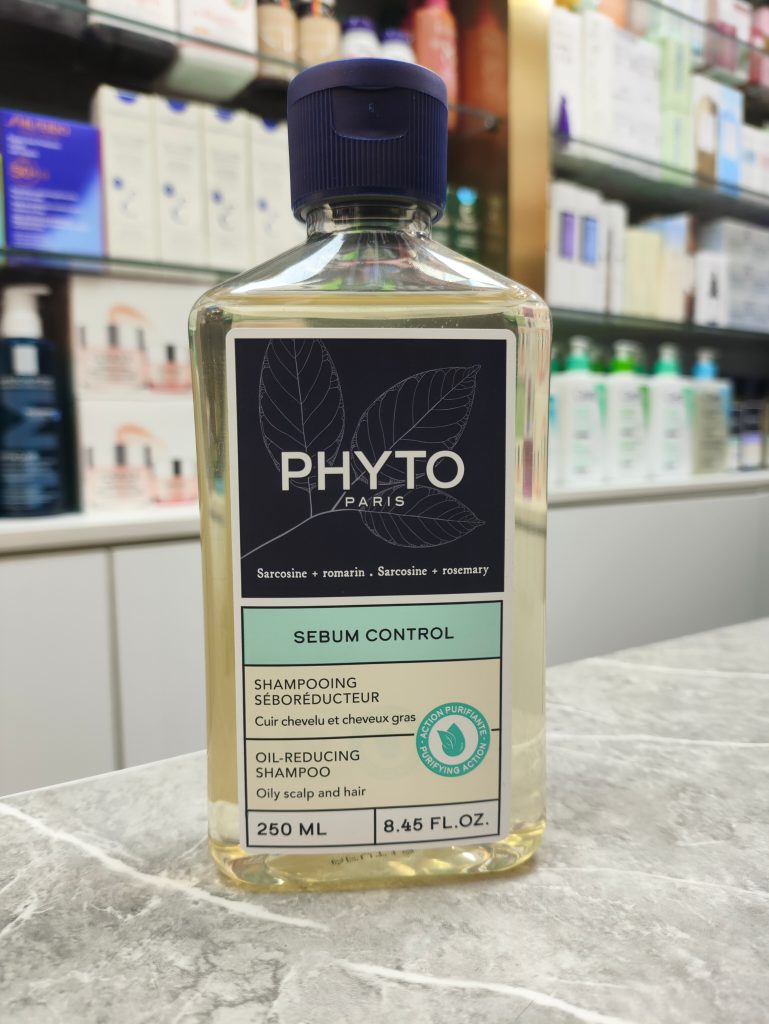 PHYTO
PARIS
Sarcosine + romarin . Sarcosine + rosemary
SEBUM CONTROL
SHAMPOOING
SÉBORÉDUCTEUR
Cuir chevelu et cheveux gras
ACTION PURIFIANTE
PURIFYING ACTION
OIL-REDUCING
SHAMPOO
Oily scalp and hair
250 ML
8.45 FL.OZ.
SHISEIDO